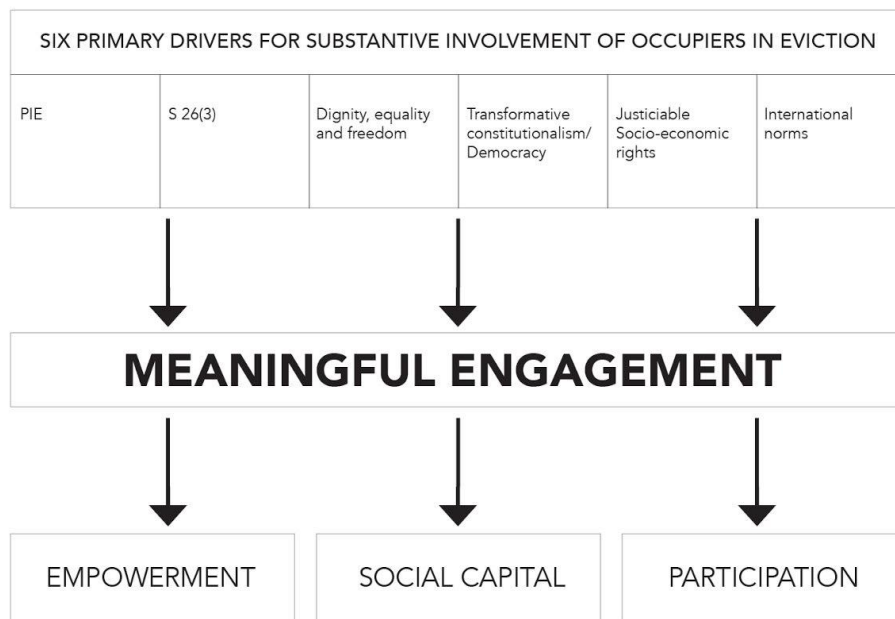 SIX PRIMARY DRIVERS FOR SUBSTANTIVE INVOLVEMENT OF OCCUPIERS IN EVICTION
PIE
S 26(3)
Dignity, equality
and freedom
Transformative
constitutionalism/
Democracy
Justiciable
Socio-economic
rights
International
norms
MEANINGFUL ENGAGEMENT
EMPOWERMENT
SOCIAL CAPITAL
PARTICIPATION